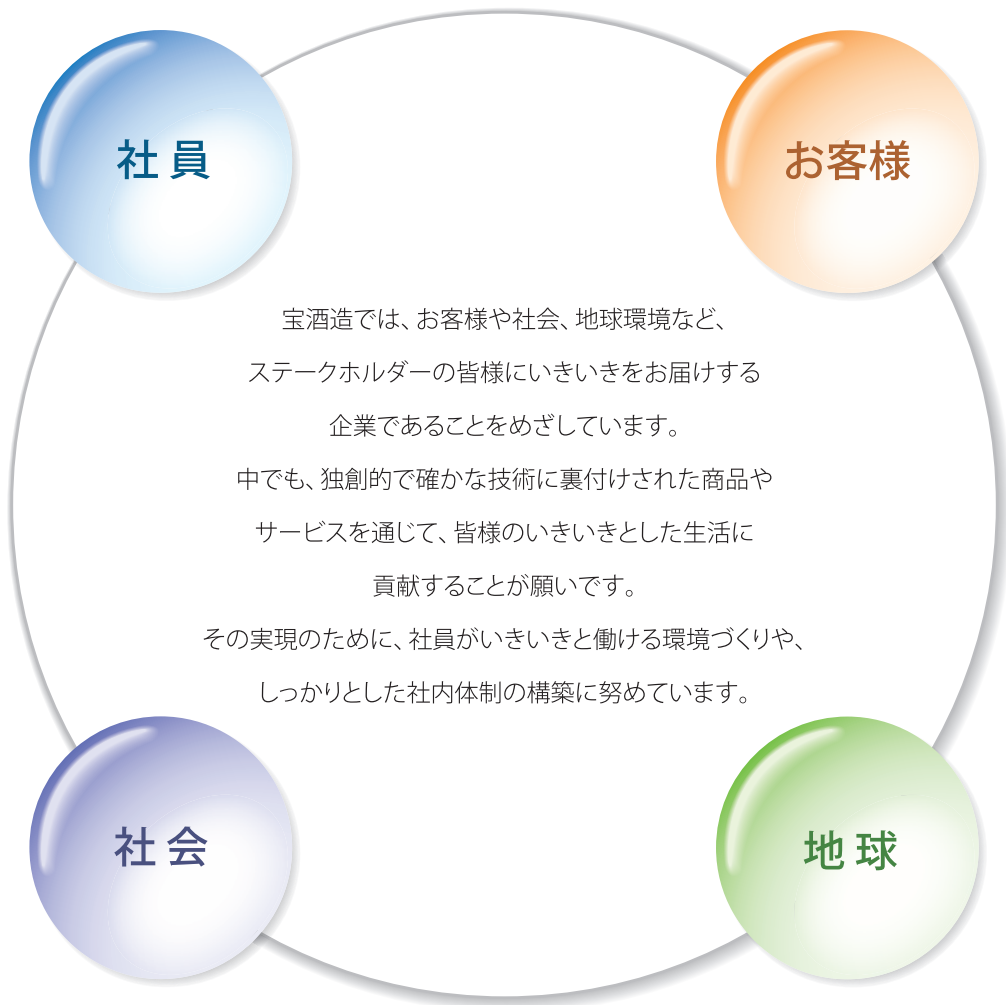 社員
お客様
宝酒造では、お客様や社会、地球環境など、
ステークホルダーの皆様にいきいきをお届けする
企業であることをめざしています。
中でも、独創的で確かな技術に裏付けされた商品や
サービスを通じて、皆様のいきいきとした生活に
貢献することが願いです。
その実現のために、社員がいきいきと働ける環境づくりや、
しっかりとした社内体制の構築に努めています。
社会
地球